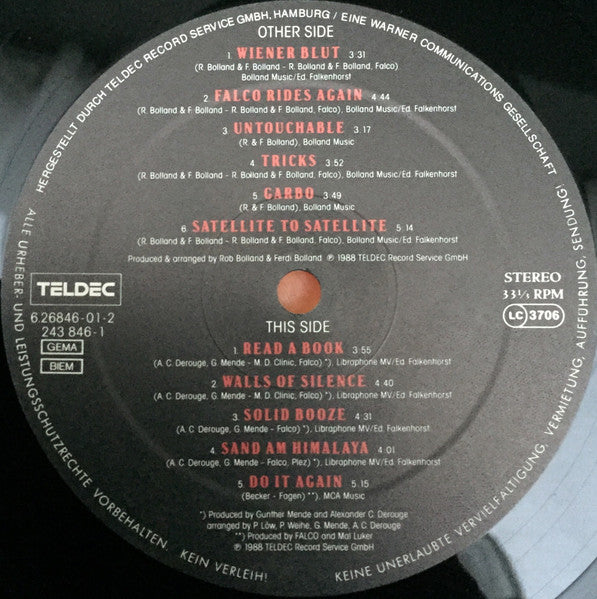 HERGESTELLT DURCH TELDEC RECORD SERVICE GMBH, HAMBURG / EINE WARNER COMMUNICATIONS GESELLSCHAFT
OTHER SIDE
1. WIENER BLUT 3:31
(R. Bolland & F. Bolland - R. Bolland & F. Bolland, Falco)
Bolland Music/Ed. Falkenhorst
2. FALCO RIDES AGAIN 4:44
(R. Bolland & F. Bolland - R. Bolland & F. Bolland, Falco), Bolland Music/Ed. Falkenhorst
3. UNTOUCHABLE 3:17
(R. & F. Bolland), Bolland Music
4. TRICKS 3:52
(R. Bolland & F. Bolland - R. Bolland & F. Bolland, Falco), Bolland Music/Ed. Falkenhorst
5. GARBO 3:49
(R. & F. Bolland), Bolland Music
6. SATELLITE TO SATELLITE 5:14
(R. Bolland & F. Bolland - R. Bolland & F. Bolland, Falco), Bolland Music/Ed. Falkenhorst
Produced & arranged by Rob Bolland & Ferdi Bolland ℗ 1988 TELDEC Record Service GmbH
TELDEC
6.26846-01-2
243 846-1
GEMA
BIEM
STEREO
33⅓ RPM
LC 3706
THIS SIDE
1. READ A BOOK 3:55
(A. C. Derouge, G. Mende - M. D. Clinic, Falco) *), Libraphone MV/Ed. Falkenhorst
2. WALLS OF SILENCE 4:40
(A. C. Derouge, G. Mende - M. D. Clinic, Falco) *), Libraphone MV/Ed. Falkenhorst
3. SOLID BOOZE 4:31
(A. C. Derouge, G. Mende - Falco) *), Libraphone MV/Ed. Falkenhorst
4. SAND AM HIMALAYA 4:01
(A. C. Derouge, G. Mende - Falco, Plez) *), Libraphone MV/Ed. Falkenhorst
5. DO IT AGAIN 5:15
(Becker - Fagen) **), MCA Music
*) Produced by Gunther Mende and Alexander C. Derouge
arranged by P. Löw, P. Weihe, G. Mende, A. C. Derouge
**) Produced by FALCO and Mal Luker
℗ 1988 TELDEC Record Service GmbH
ALLE URHEBER- UND LEISTUNGSSCHUTZRECHTE VORBEHALTEN. KEIN VERLEIH! KEINE UNERLAUBTE VERVIELFÄLTIGUNG, VERMIETUNG, AUFFÜHRUNG, SENDUNG!